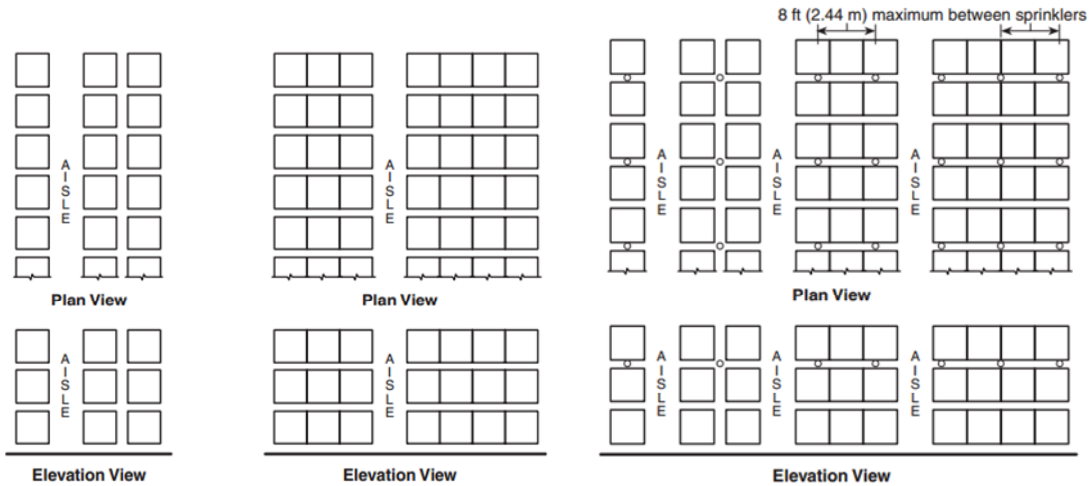 8 ft (2.44 m) maximum between sprinklers
AISLE
AISLE
AISLE
AISLE
AISLE
Plan View
Plan View
Plan View
AISLE
AISLE
AISLE
AISLE
AISLE
Elevation View
Elevation View
Elevation View